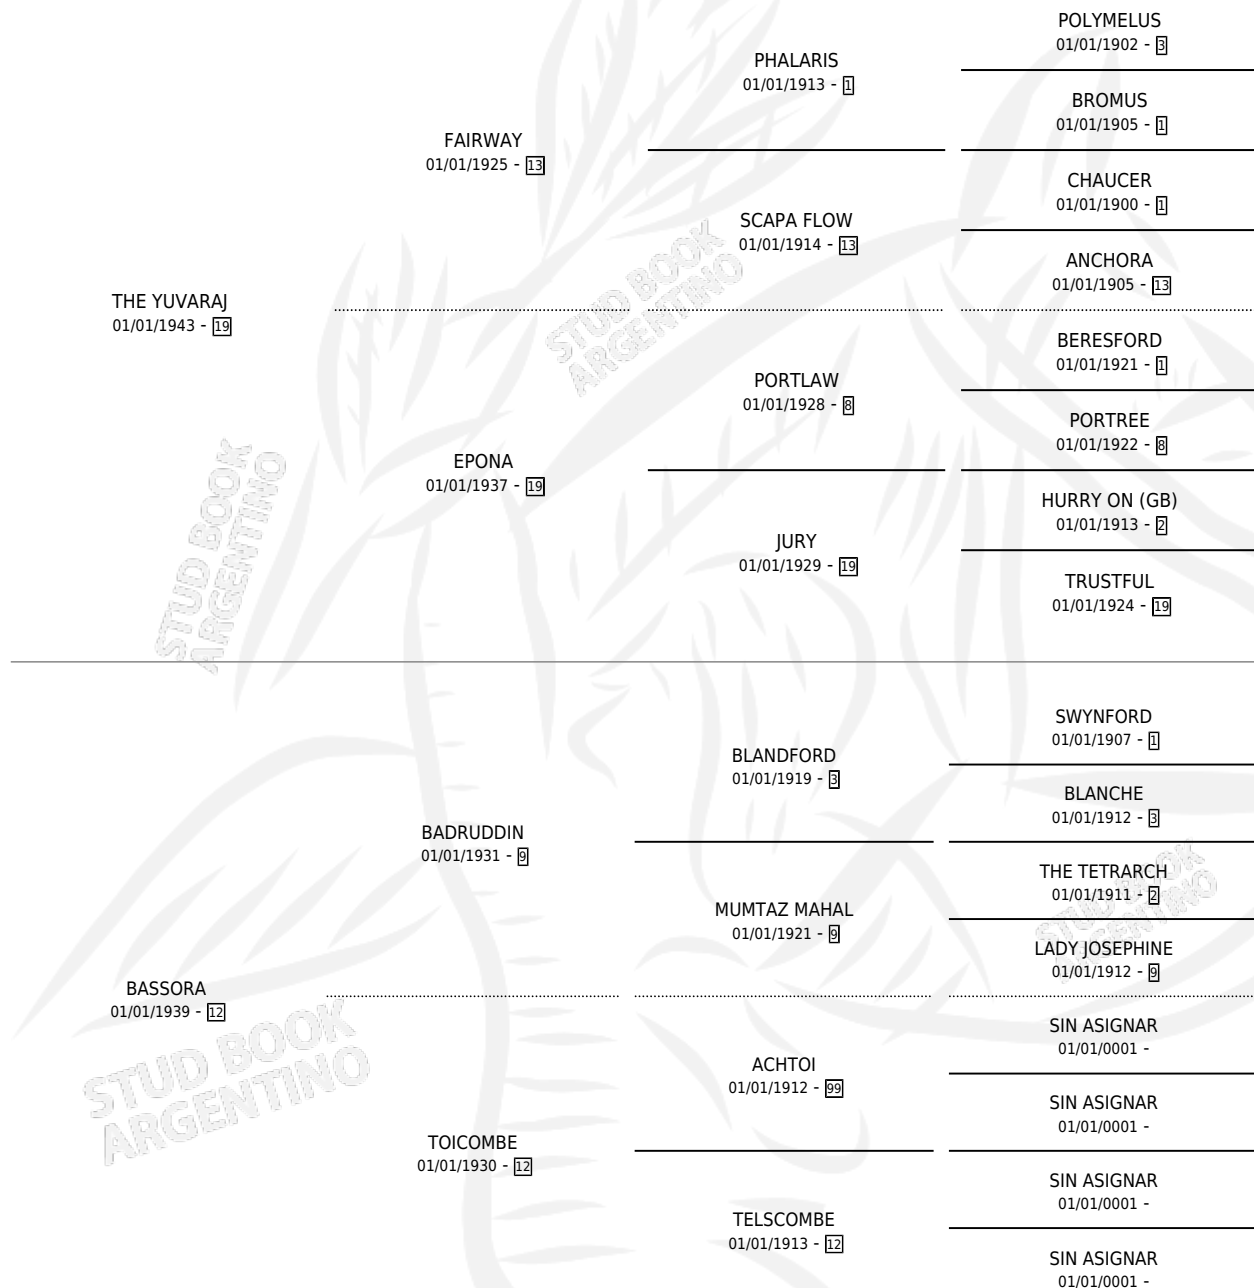 POLYMELUS
01/01/1902 - 3
PHALARIS
01/01/1913 - 1
BROMUS
01/01/1905 - 1
FAIRWAY
01/01/1925 - 13
CHAUCER
01/01/1900 - 1
SCAPA FLOW
01/01/1914 - 13
ANCHORA
01/01/1905 - 13
THE YUVARAJ
01/01/1943 - 19
BERESFORD
01/01/1921 - 1
PORTLAW
01/01/1928 - 8
PORTREE
01/01/1922 - 8
EPONA
01/01/1937 - 19
HURRY ON (GB)
01/01/1913 - 2
JURY
01/01/1929 - 19
TRUSTFUL
01/01/1924 - 19
SWYNFORD
01/01/1907 - 1
BLANDFORD
01/01/1919 - 3
BLANCHE
01/01/1912 - 3
BADRUDDIN
01/01/1931 - 9
THE TETRARCH
01/01/1911 - 2
MUMTAZ MAHAL
01/01/1921 - 9
LADY JOSEPHINE
01/01/1912 - 9
BASSORA
01/01/1939 - 12
SIN ASIGNAR
01/01/0001 -
ACHTOI
01/01/1912 - 99
SIN ASIGNAR
01/01/0001 -
TOICOMBE
01/01/1930 - 12
SIN ASIGNAR
01/01/0001 -
TELSCOMBE
01/01/1913 - 12
SIN ASIGNAR
01/01/0001 -
STUD BOOK
ARGENTINO
STUD BOOK
ARGENTINO
STUD BOOK
ARGENTINO
STUD BOOK
ARGENTINO